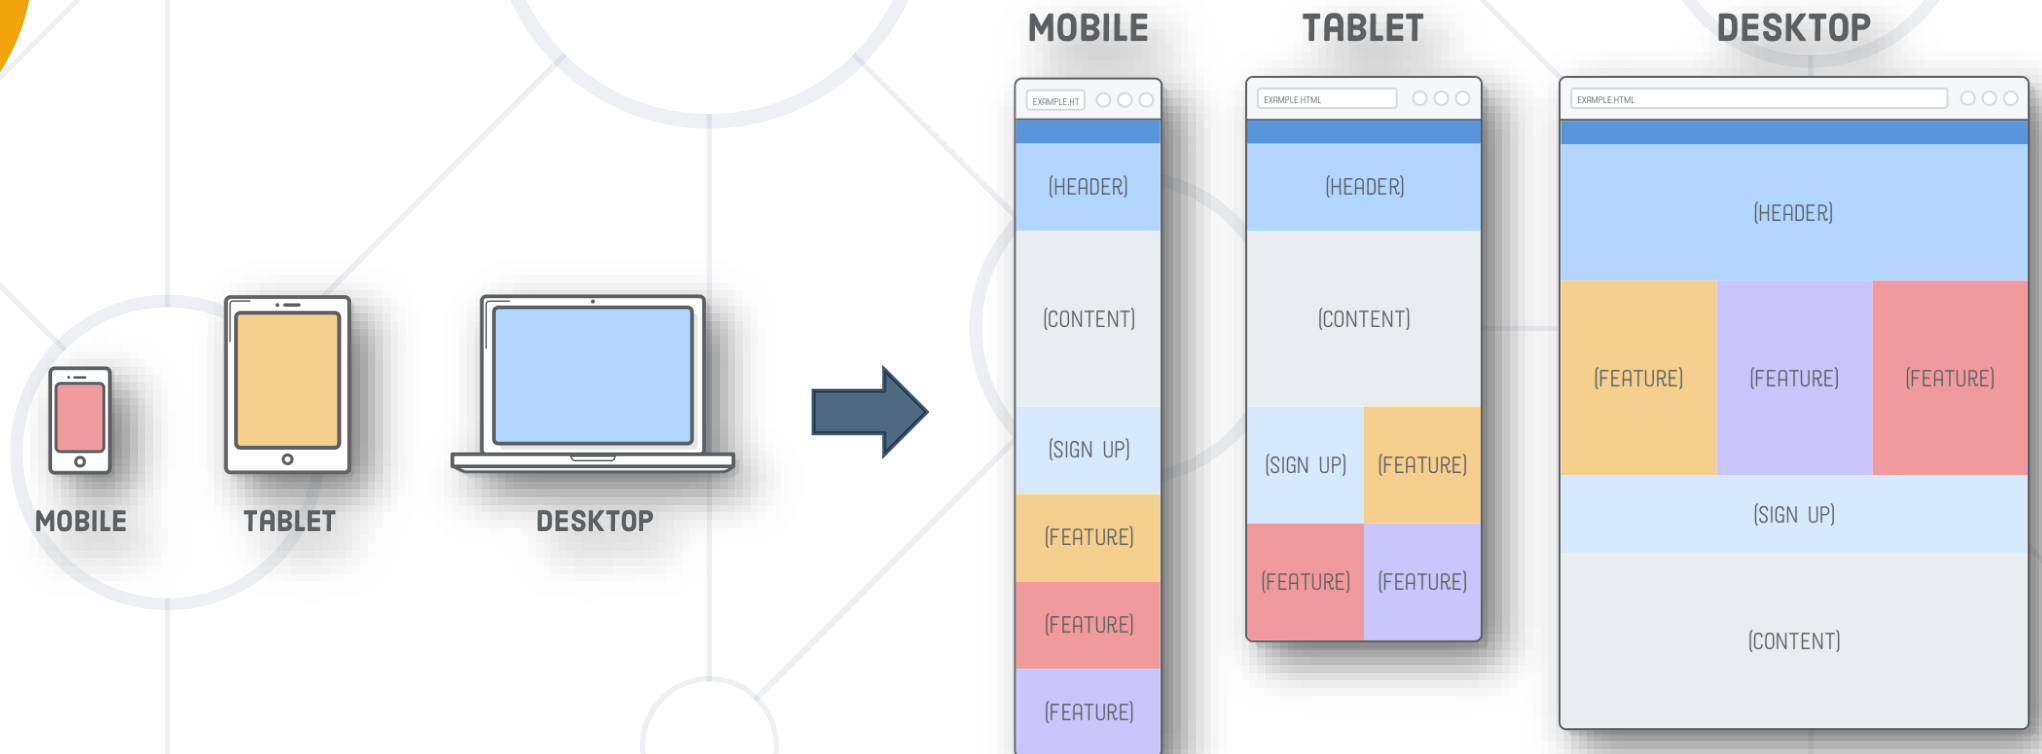 MOBILE
TABLET
DESKTOP
MOBILE
EXAMPLE.HT
(HEADER)
(CONTENT)
(SIGN UP)
(FEATURE)
(FEATURE)
(FEATURE)
TABLET
EXAMPLE.HTML
(HEADER)
(CONTENT)
(SIGN UP) (FEATURE)
(FEATURE) (FEATURE)
DESKTOP
EXAMPLE.HTML
(HEADER)
(FEATURE) (FEATURE) (FEATURE)
(SIGN UP)
(CONTENT)